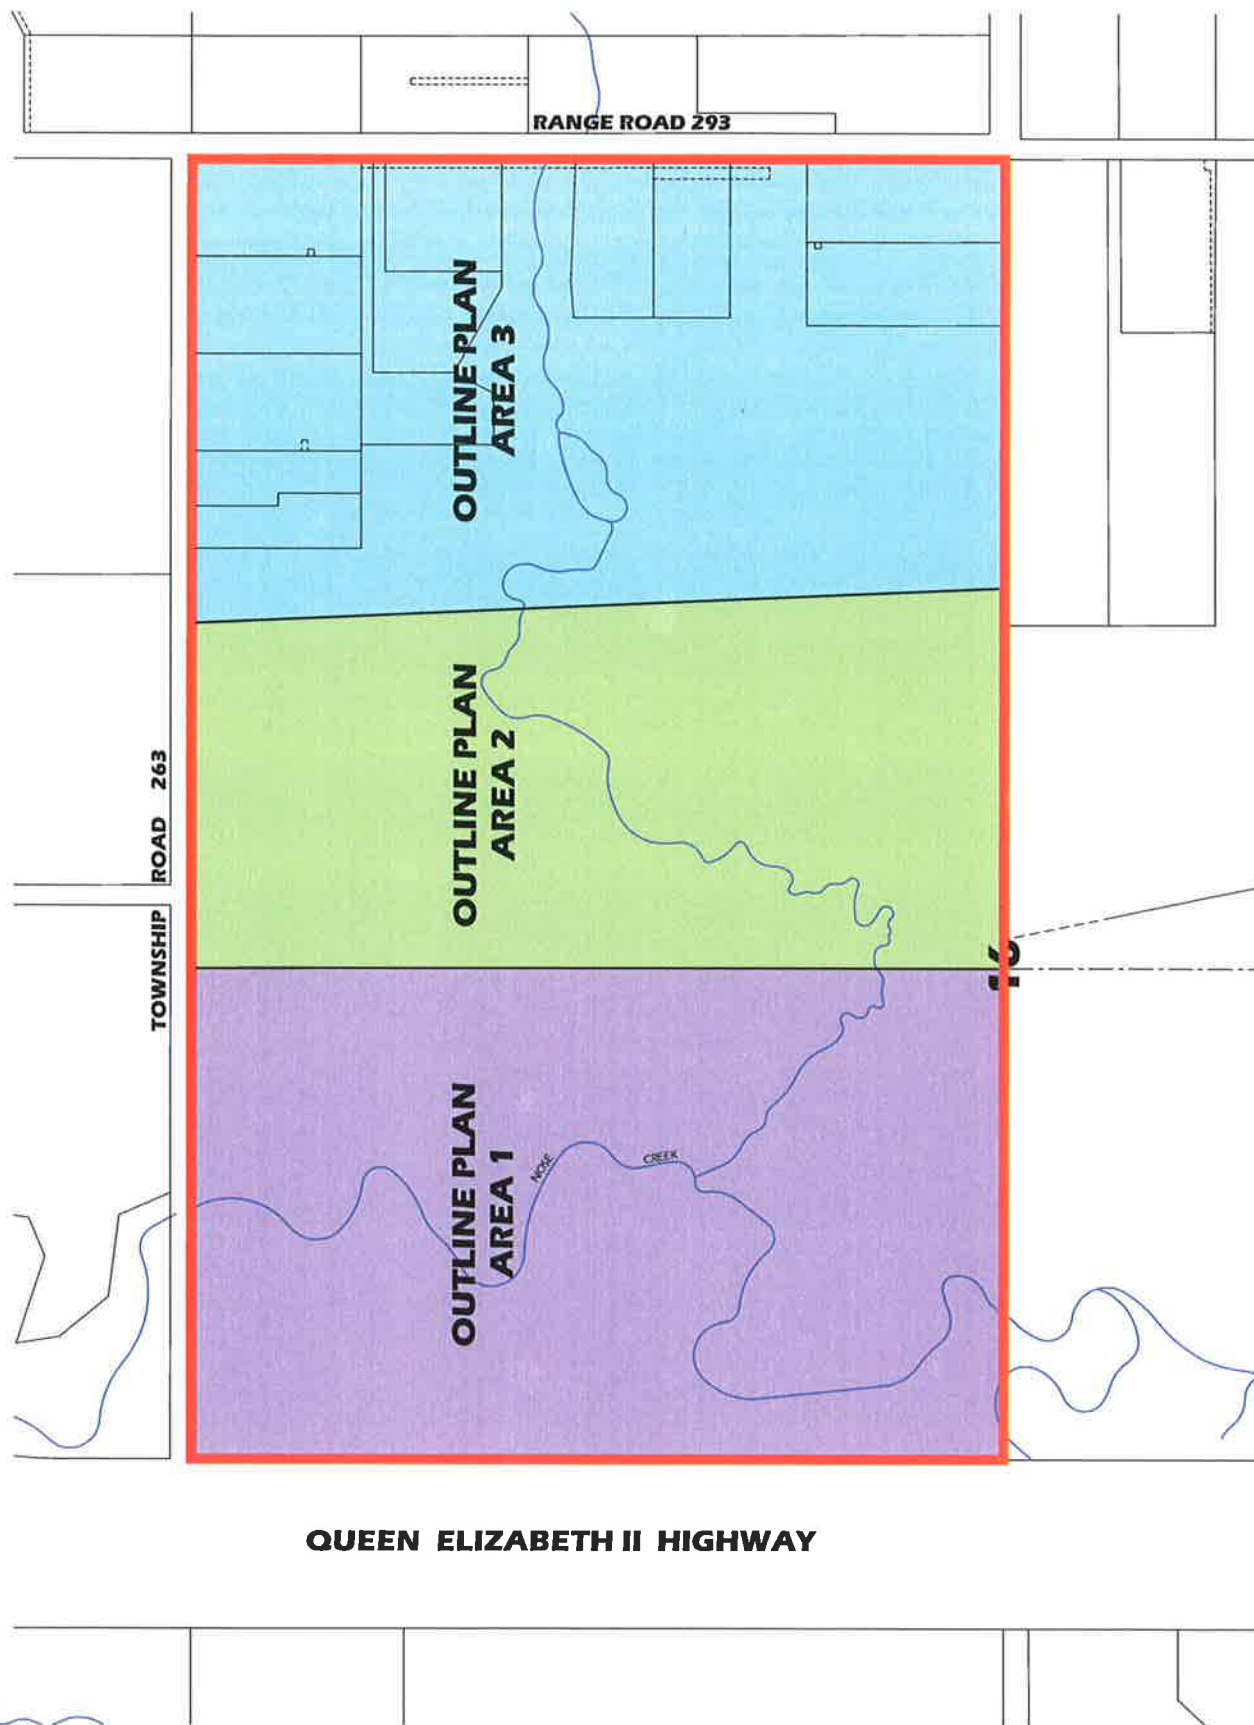 RANGE ROAD 293
OUTLINE PLAN
AREA 3
OUTLINE PLAN
AREA 2
TOWNSHIP ROAD 263
16
OUTLINE PLAN
AREA 1
NOSE CREEK
QUEEN ELIZABETH II HIGHWAY